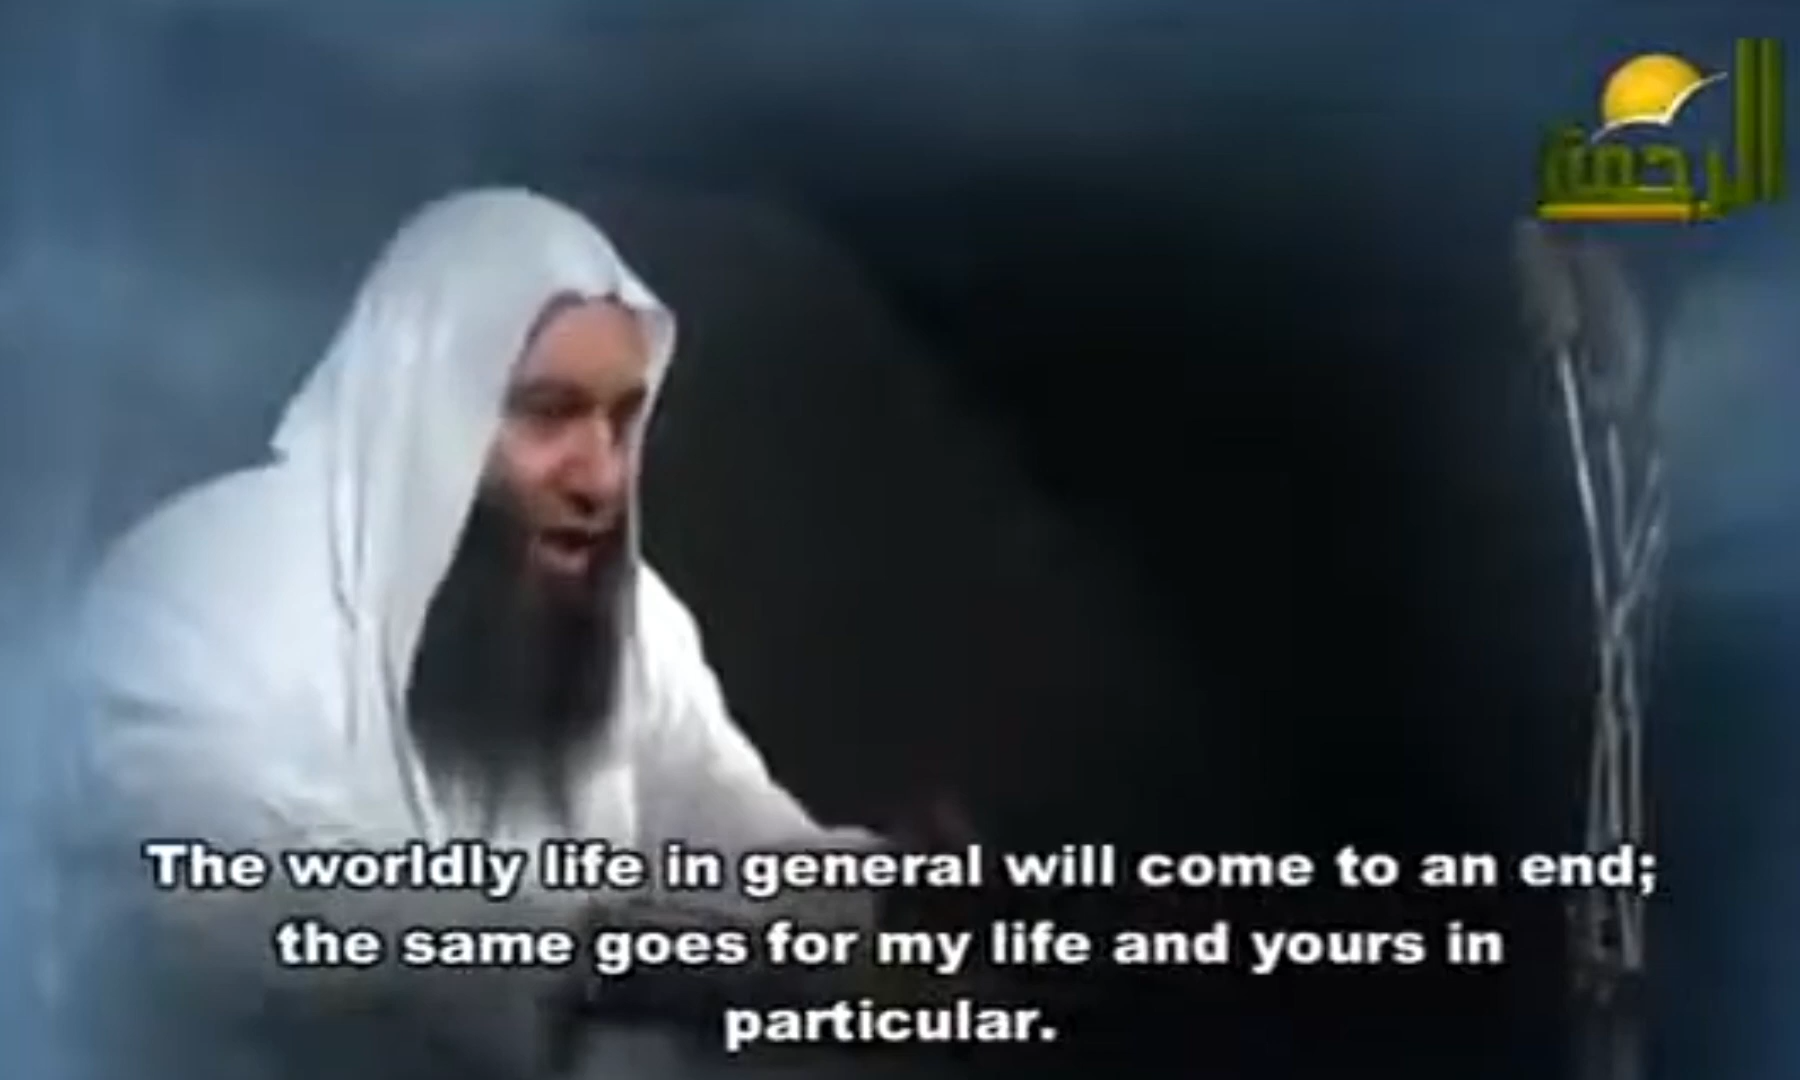 الرحمة
The worldly life in general will come to an end;
the same goes for my life and yours in
particular.